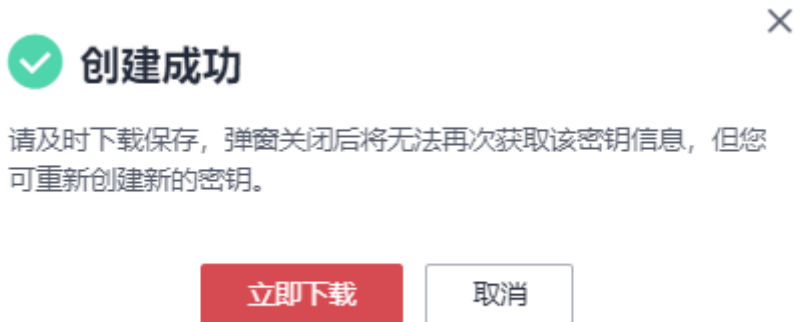 创建成功
请及时下载保存，弹窗关闭后将无法再次获取该密钥信息，但您
可重新创建新的密钥。
立即下载 取消